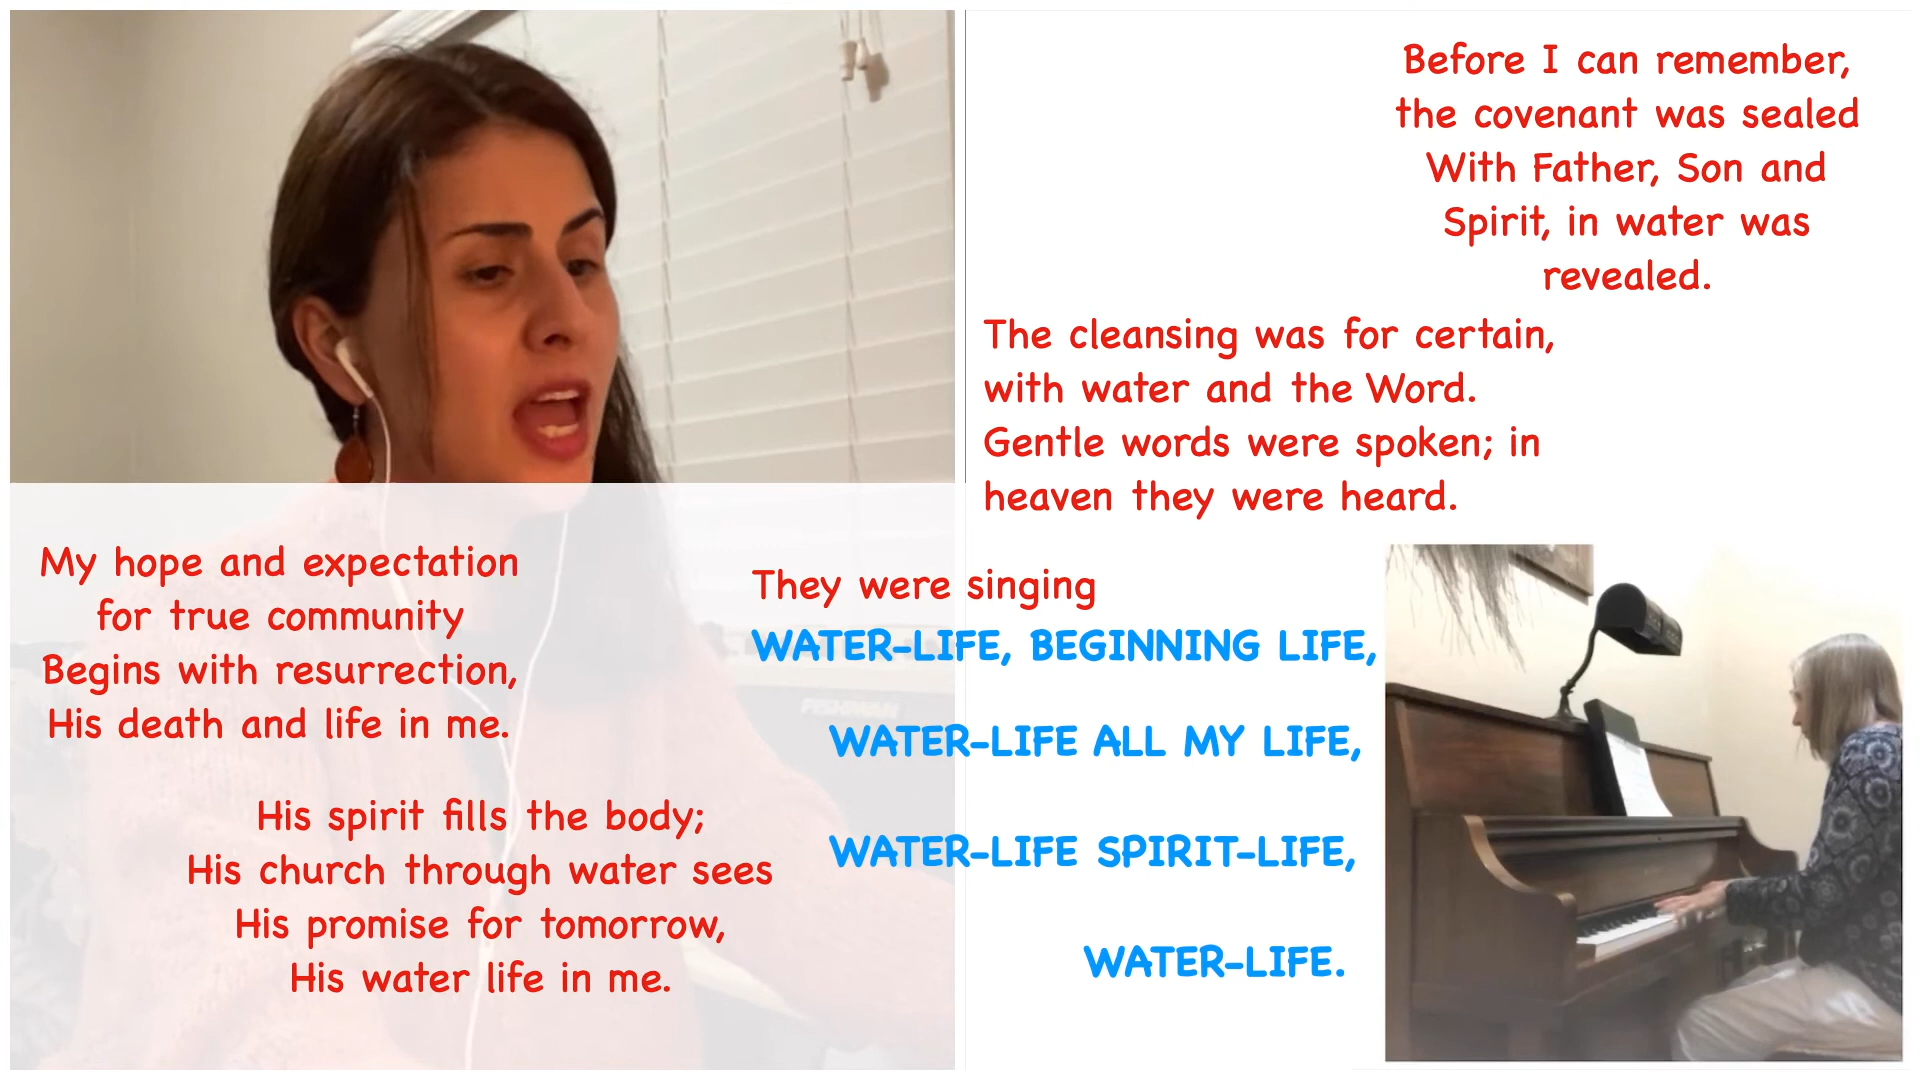 Before I can remember,
the covenant was sealed
With Father, Son and
Spirit, in water was
revealed.
The cleansing was for certain,
with water and the Word.
Gentle words were spoken; in
heaven they were heard.
They were singing
WATER-LIFE, BEGINNING LIFE,
WATER-LIFE ALL MY LIFE,
WATER-LIFE SPIRIT-LIFE,
WATER-LIFE.
My hope and expectation
for true community
Begins with resurrection,
His death and life in me.
His spirit fills the body;
His church through water sees
His promise for tomorrow,
His water life in me.
FISHMAN